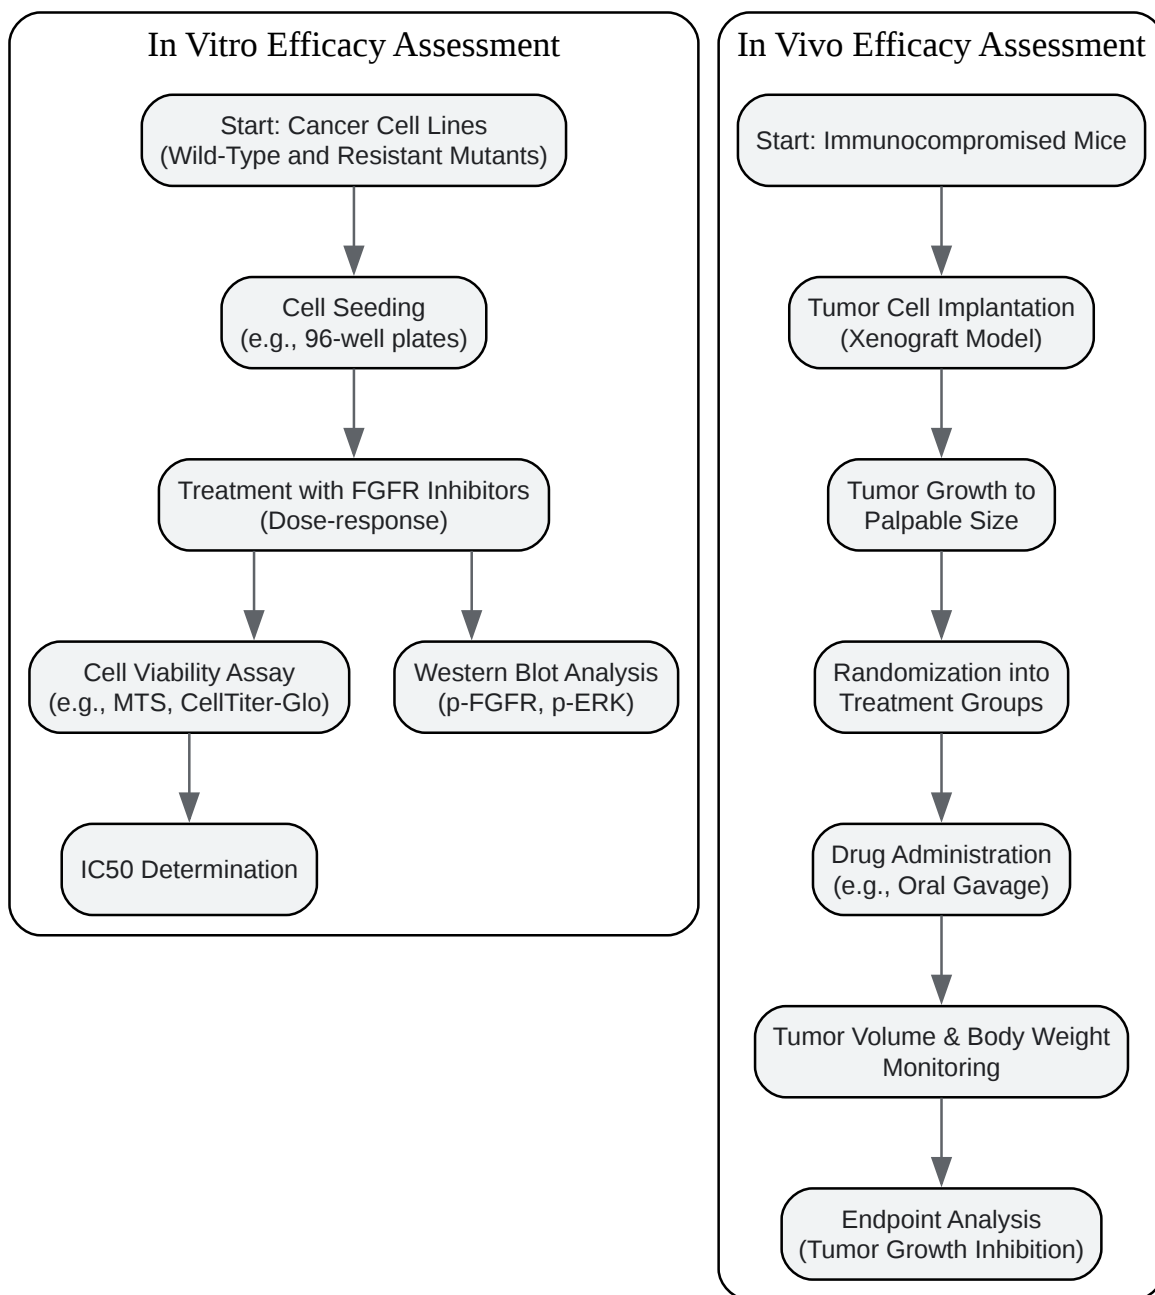 In Vitro Efficacy Assessment
Start: Cancer Cell Lines
(Wild-Type and Resistant Mutants)
Cell Seeding
(e.g., 96-well plates)
Treatment with FGFR Inhibitors
(Dose-response)
Cell Viability Assay
(e.g., MTS, CellTiter-Glo)
Western Blot Analysis
(p-FGFR, p-ERK)
IC50 Determination
In Vivo Efficacy Assessment
Start: Immunocompromised Mice
Tumor Cell Implantation
(Xenograft Model)
Tumor Growth to
Palpable Size
Randomization into
Treatment Groups
Drug Administration
(e.g., Oral Gavage)
Tumor Volume & Body Weight
Monitoring
Endpoint Analysis
(Tumor Growth Inhibition)